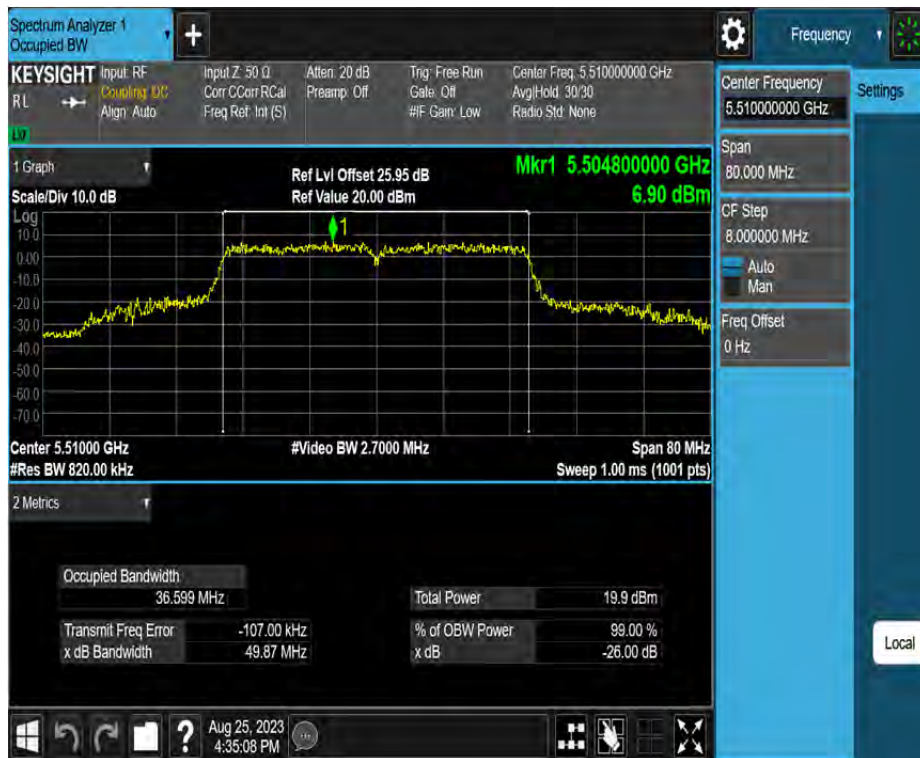 Spectrum Analyzer 1
Occupied BW
Frequency
KEYSIGHT
RL
Input: RF
Coupling: DC
Align: Auto
Input Z: 50 Ω
Corr CCorr RCal
Freq Ref: Int (S)
Atten: 20 dB
Preamp: Off
Trig: Free Run
Gate: Off
#IF Gain: Low
Center Freq: 5.510000000 GHz
Avg|Hold: 30/30
Radio Std: None
1 Graph
Scale/Div 10.0 dB
Ref Lvl Offset 25.95 dB
Ref Value 20.00 dBm
Mkr1 5.504800000 GHz
6.90 dBm
Log
10.0
0.00
-10.0
-20.0
-30.0
-40.0
-50.0
-60.0
-70.0
1
Center 5.51000 GHz
#Video BW 2.7000 MHz
Span 80 MHz
#Res BW 820.00 kHz
Sweep 1.00 ms (1001 pts)
2 Metrics
Occupied Bandwidth
36.599 MHz
Total Power
19.9 dBm
Transmit Freq Error
-107.00 kHz
% of OBW Power
99.00 %
x dB Bandwidth
49.87 MHz
x dB
-26.00 dB
Aug 25, 2023
4:35:08 PM
Center Frequency
5.510000000 GHz
Settings
Span
80.000 MHz
CF Step
8.000000 MHz
Auto
Man
Freq Offset
0 Hz
Local